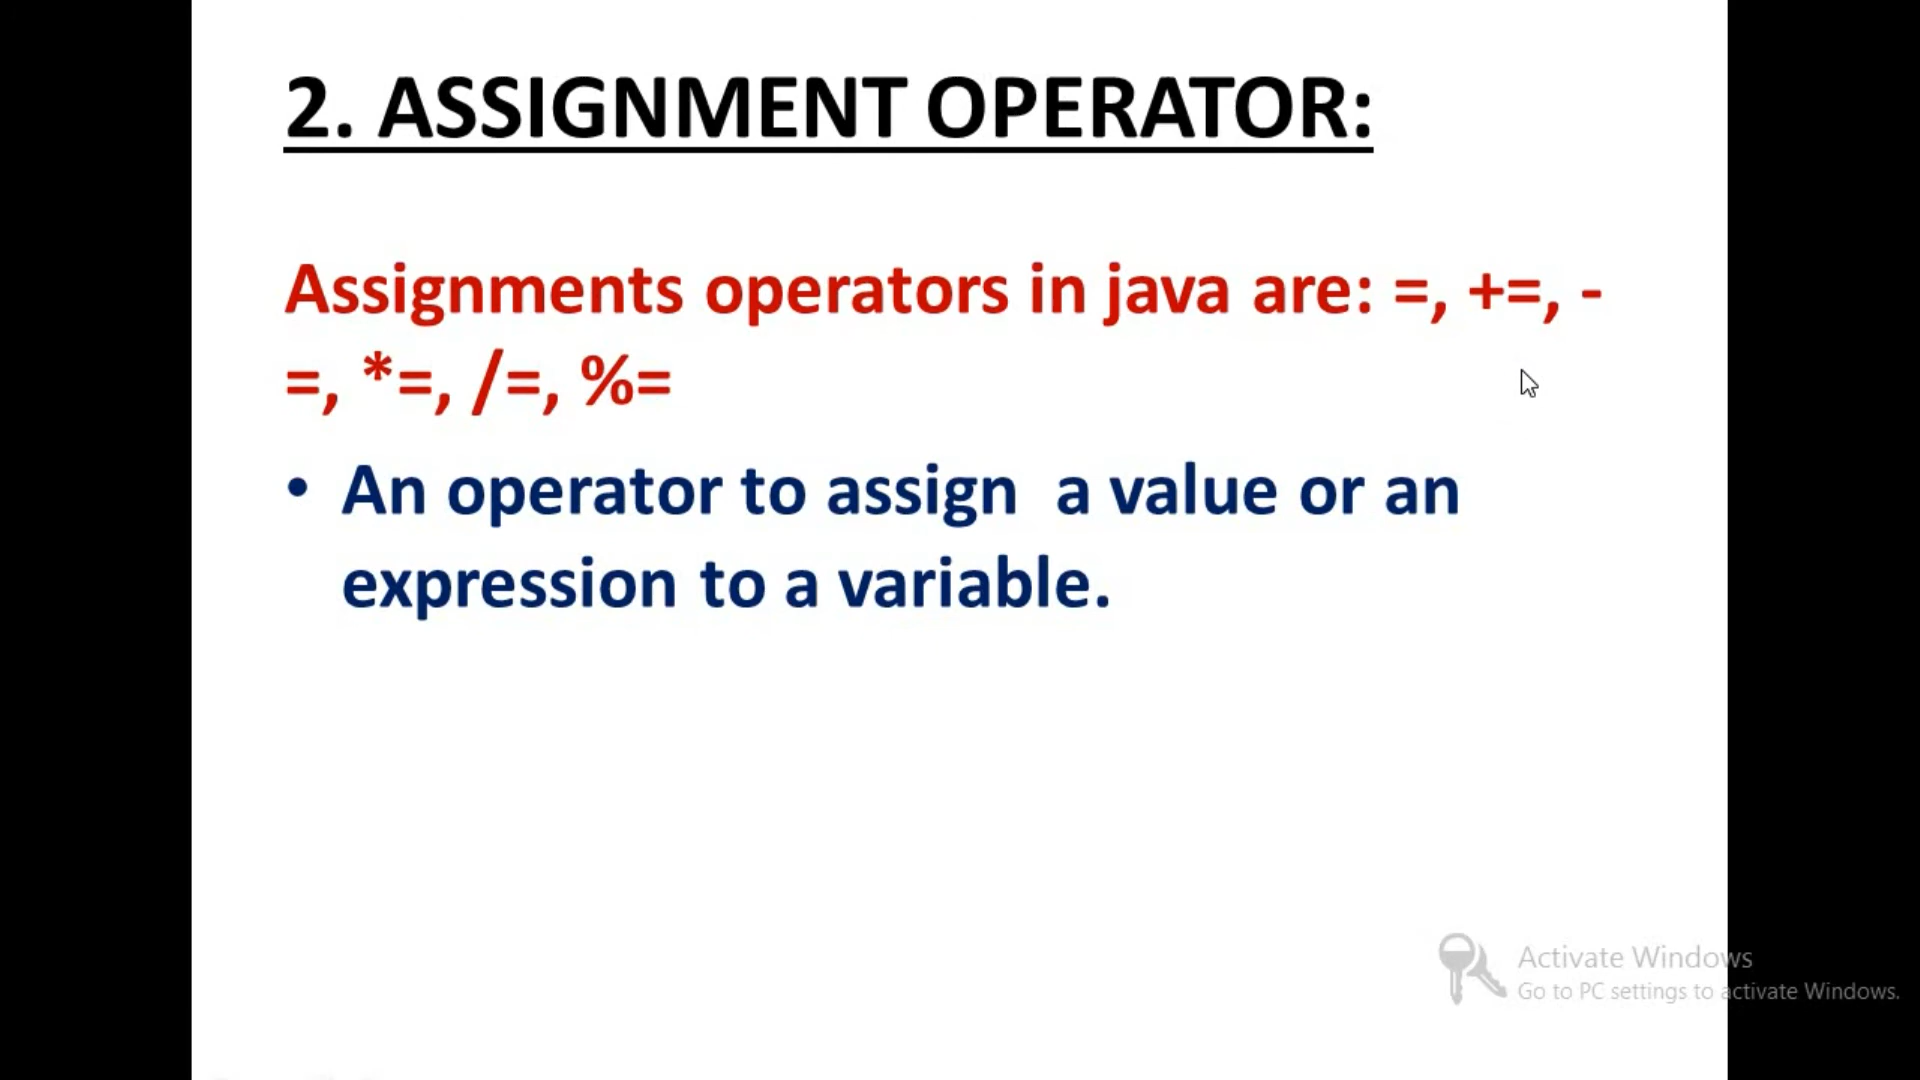 2. ASSIGNMENT OPERATOR:
Assignments operators in java are: =, +=, -
=, *=, /=, %=
• An operator to assign  a value or an
expression to a variable.
Activate Windows
Go to PC settings to activate Windows.